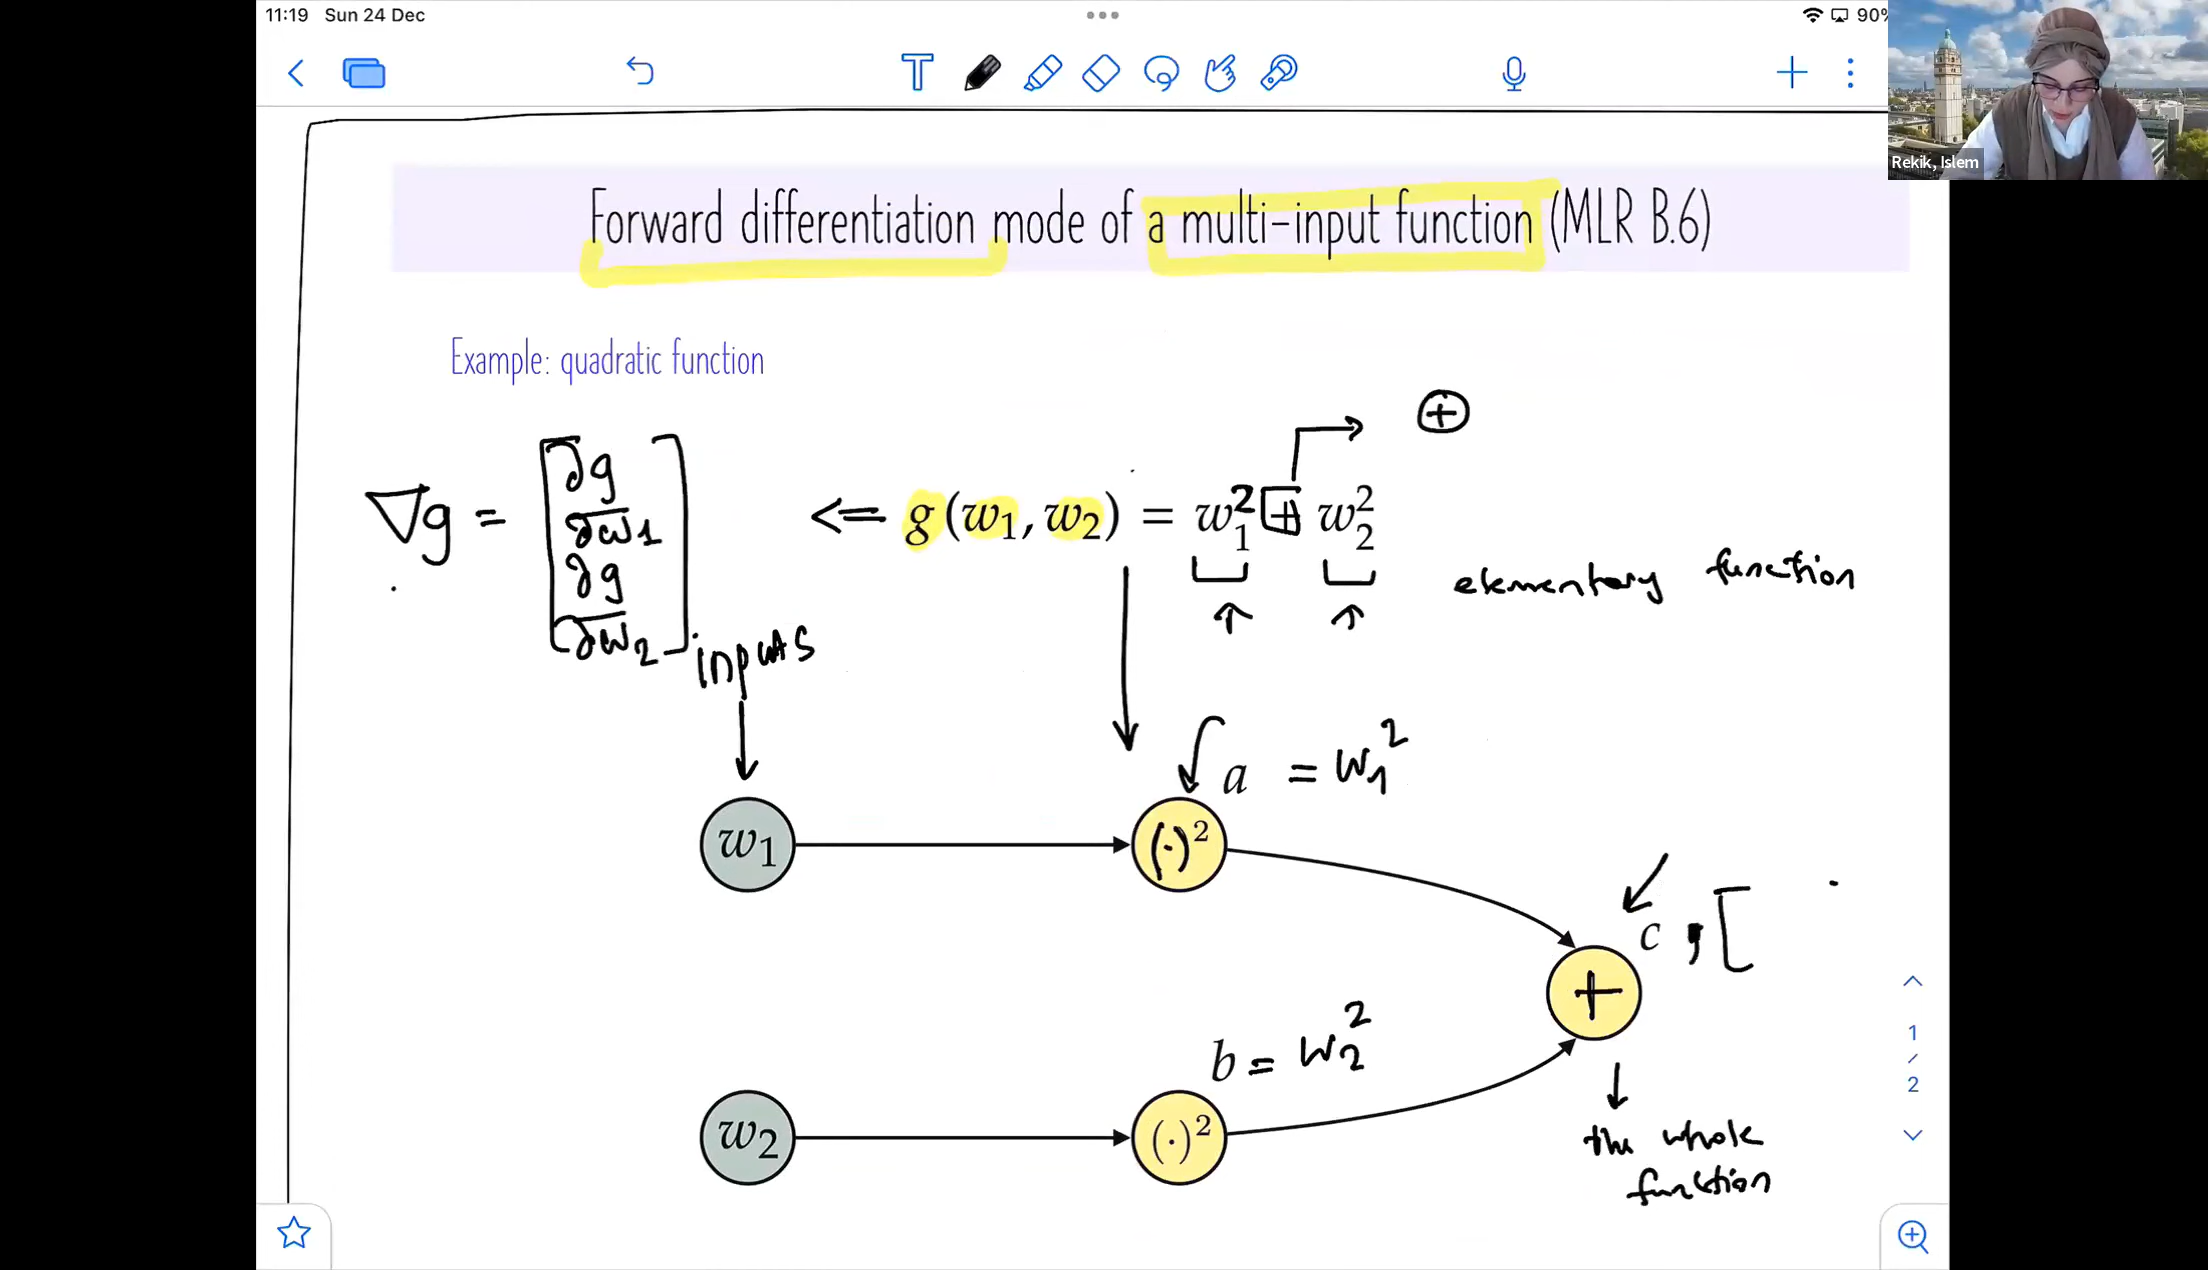 11:19 Sun 24 Dec
90%
Rekik, Islem
Forward differentiation mode of a multi-input function (MLR B.6)
Example: quadratic function
⊕
∇g = [∂g/∂w₁ ∂g/∂w₂] <= g(w₁, w₂) = w₁² + w₂²
elementary function
inputs
a = w₁²
w₁
(·)²
c , [
+
b = w₂²
w₂
(·)²
the whole
function
1
/
2